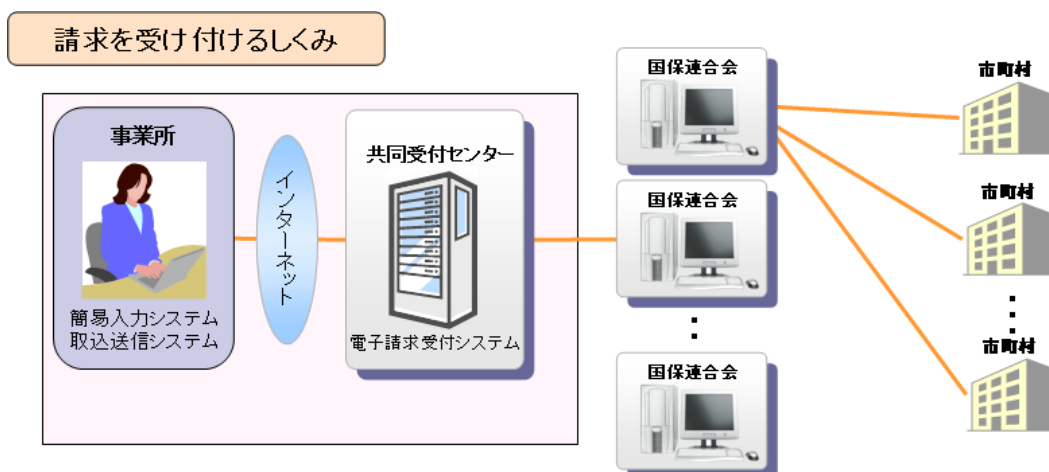 請求を受け付けるしくみ
事業所
簡易入力システム
取込送信システム
インターネット
共同受付センター
電子請求受付システム
国保連合会
国保連合会
国保連合会
市町村
市町村
市町村